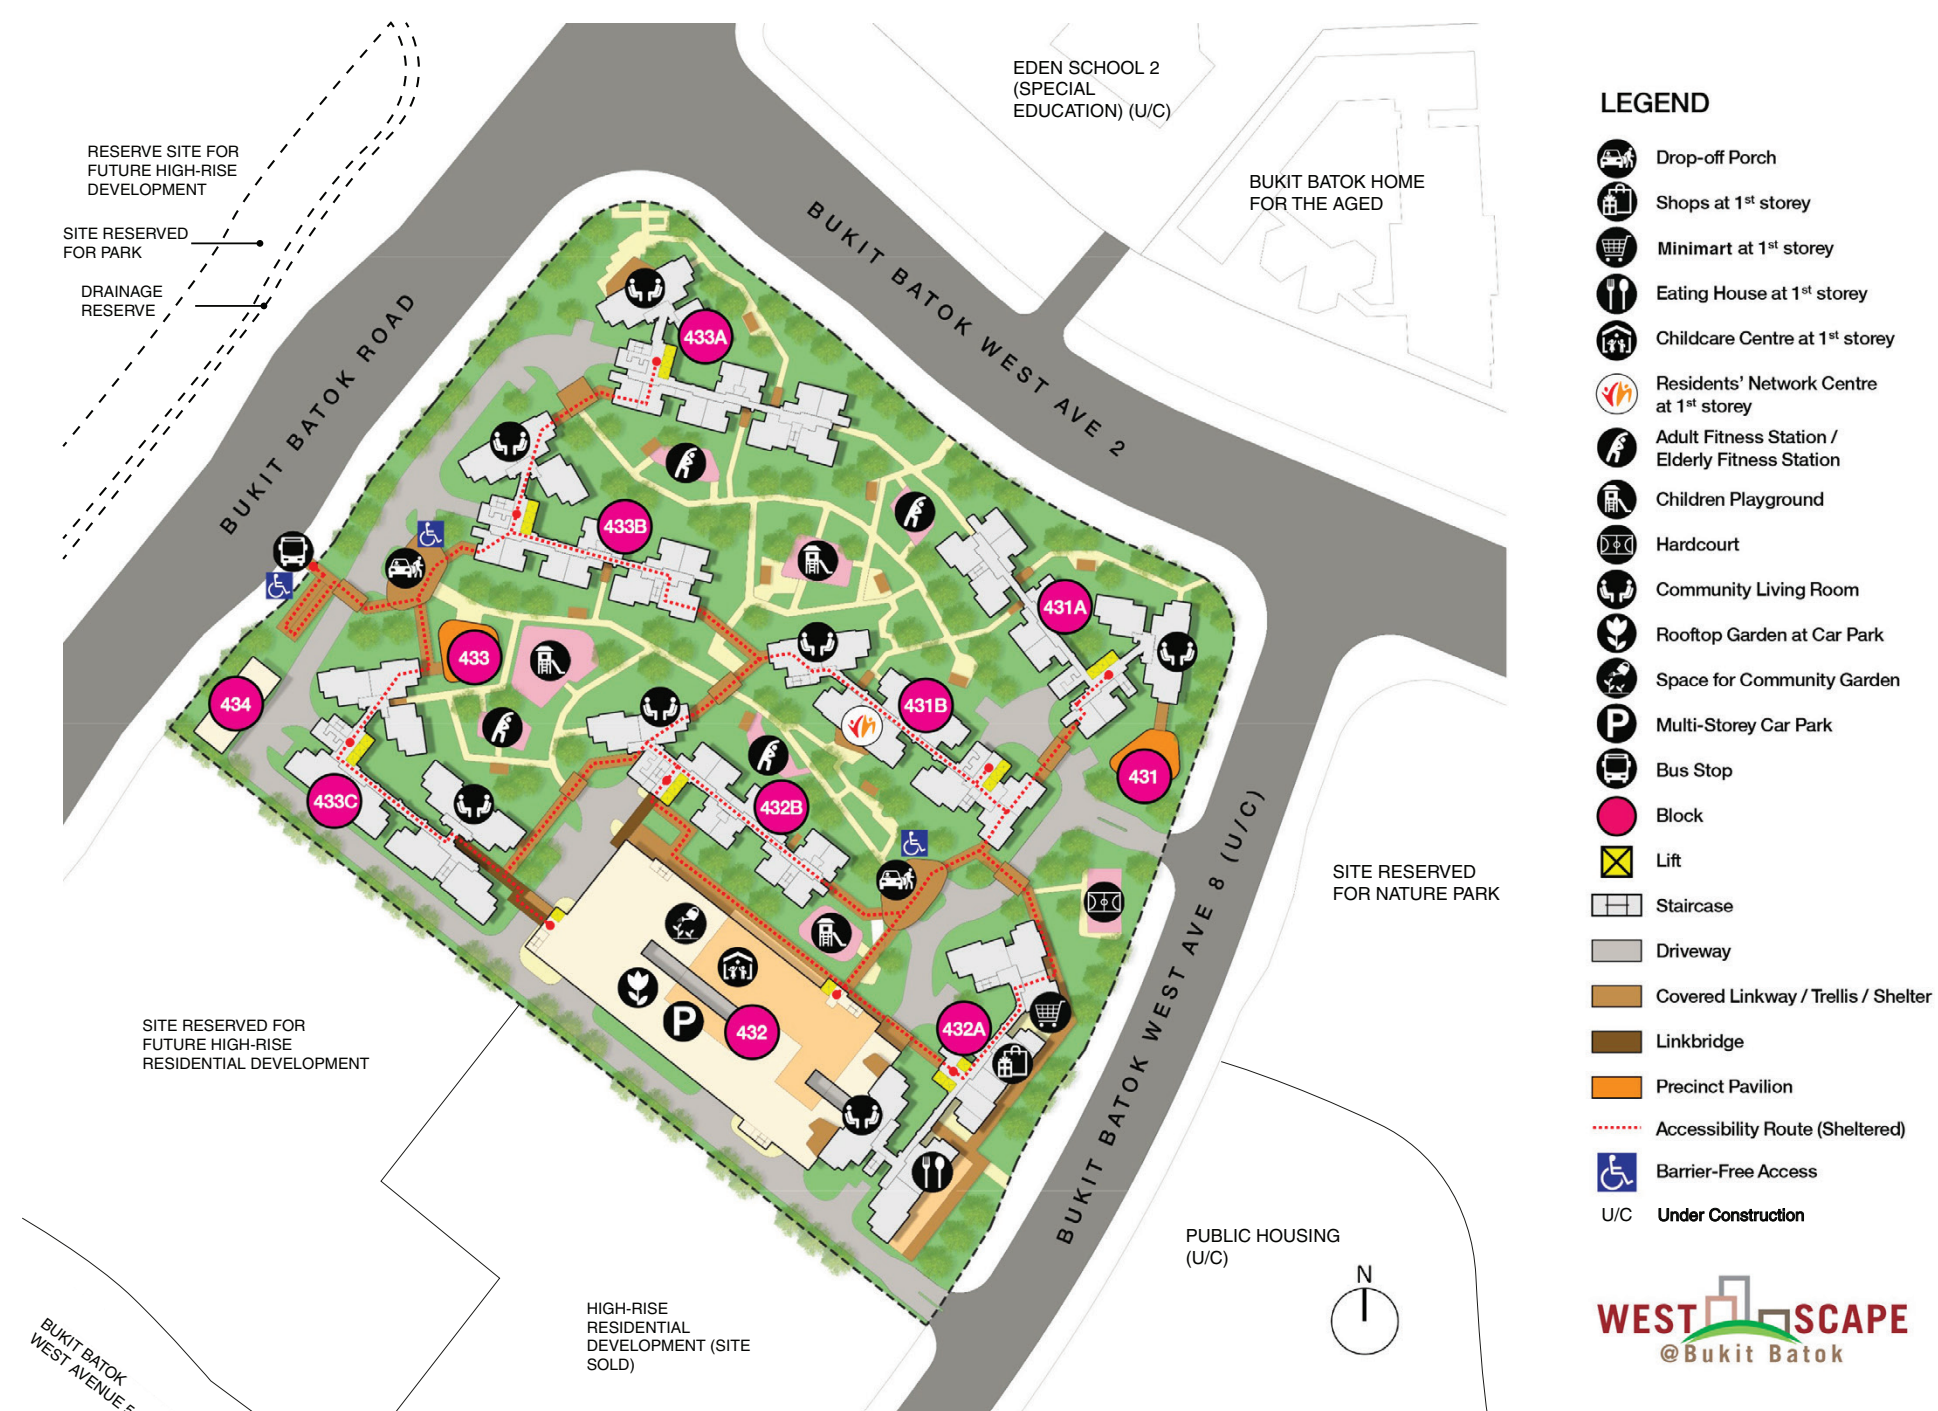 EDEN SCHOOL 2
(SPECIAL
EDUCATION) (U/C)
BUKIT BATOK HOME
FOR THE AGED
RESERVE SITE FOR
FUTURE HIGH-RISE
DEVELOPMENT
SITE RESERVED
FOR PARK
DRAINAGE
RESERVE
BUKIT BATOK ROAD
BUKIT BATOK WEST AVE 2
433A
433B
431A
433
434
431B
431
433C
432B
432
432A
BUKIT BATOK WEST AVE 8 (U/C)
SITE RESERVED
FOR NATURE PARK
SITE RESERVED FOR
FUTURE HIGH-RISE
RESIDENTIAL DEVELOPMENT
PUBLIC HOUSING
(U/C)
HIGH-RISE
RESIDENTIAL
DEVELOPMENT (SITE
SOLD)
BUKIT BATOK
WEST AVENUE 5
N
P
LEGEND
Drop-off Porch
Shops at 1st storey
Minimart at 1st storey
Eating House at 1st storey
Childcare Centre at 1st storey
Residents' Network Centre
at 1st storey
Adult Fitness Station /
Elderly Fitness Station
Children Playground
Hardcourt
Community Living Room
Rooftop Garden at Car Park
Space for Community Garden
P Multi-Storey Car Park
Bus Stop
Block
Lift
Staircase
Driveway
Covered Linkway / Trellis / Shelter
Linkbridge
Precinct Pavilion
Accessibility Route (Sheltered)
Barrier-Free Access
U/C Under Construction
WEST SCAPE
@Bukit Batok